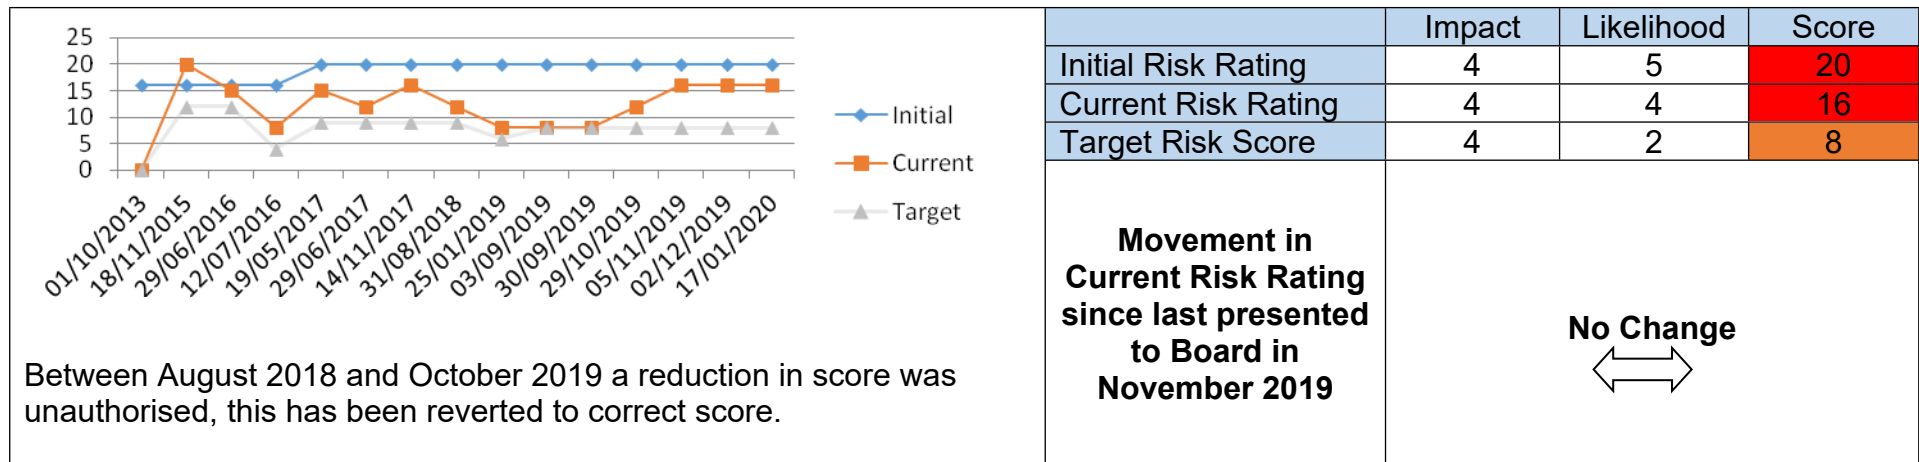 25
20
15
10
5
0
01/10/2013
18/11/2015
29/06/2016
12/07/2016
19/05/2017
29/06/2017
14/11/2017
31/08/2018
25/01/2019
03/09/2019
30/09/2019
29/10/2019
05/11/2019
02/12/2019
17/01/2020
Initial
Current
Target
Between August 2018 and October 2019 a reduction in score was
unauthorised, this has been reverted to correct score.
Impact Likelihood Score
Initial Risk Rating 4 5 20
Current Risk Rating 4 4 16
Target Risk Score 4 2 8
Movement in
Current Risk Rating
since last presented
to Board in
November 2019
No Change